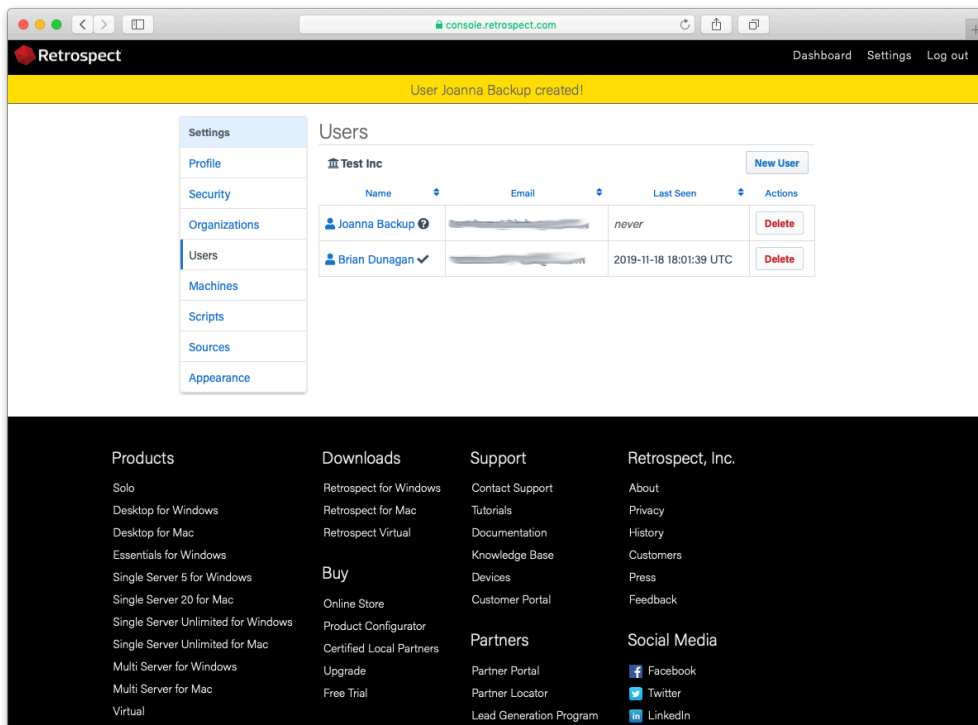 console.retrospect.com
Retrospect
Dashboard Settings Log out
User Joanna Backup created!
Settings
Profile
Security
Organizations
Users
Machines
Scripts
Sources
Appearance
Users
Test Inc
New User
Name Email Last Seen Actions
Joanna Backup never Delete
Brian Dunagan 2019-11-18 18:01:39 UTC Delete
Products
Solo
Desktop for Windows
Desktop for Mac
Essentials for Windows
Single Server 5 for Windows
Single Server 20 for Mac
Single Server Unlimited for Windows
Single Server Unlimited for Mac
Multi Server for Windows
Multi Server for Mac
Virtual
Downloads
Retrospect for Windows
Retrospect for Mac
Retrospect Virtual
Buy
Online Store
Product Configurator
Certified Local Partners
Upgrade
Free Trial
Support
Contact Support
Tutorials
Documentation
Knowledge Base
Devices
Customer Portal
Partners
Partner Portal
Partner Locator
Lead Generation Program
Retrospect, Inc.
About
Privacy
History
Customers
Press
Feedback
Social Media
Facebook
Twitter
LinkedIn